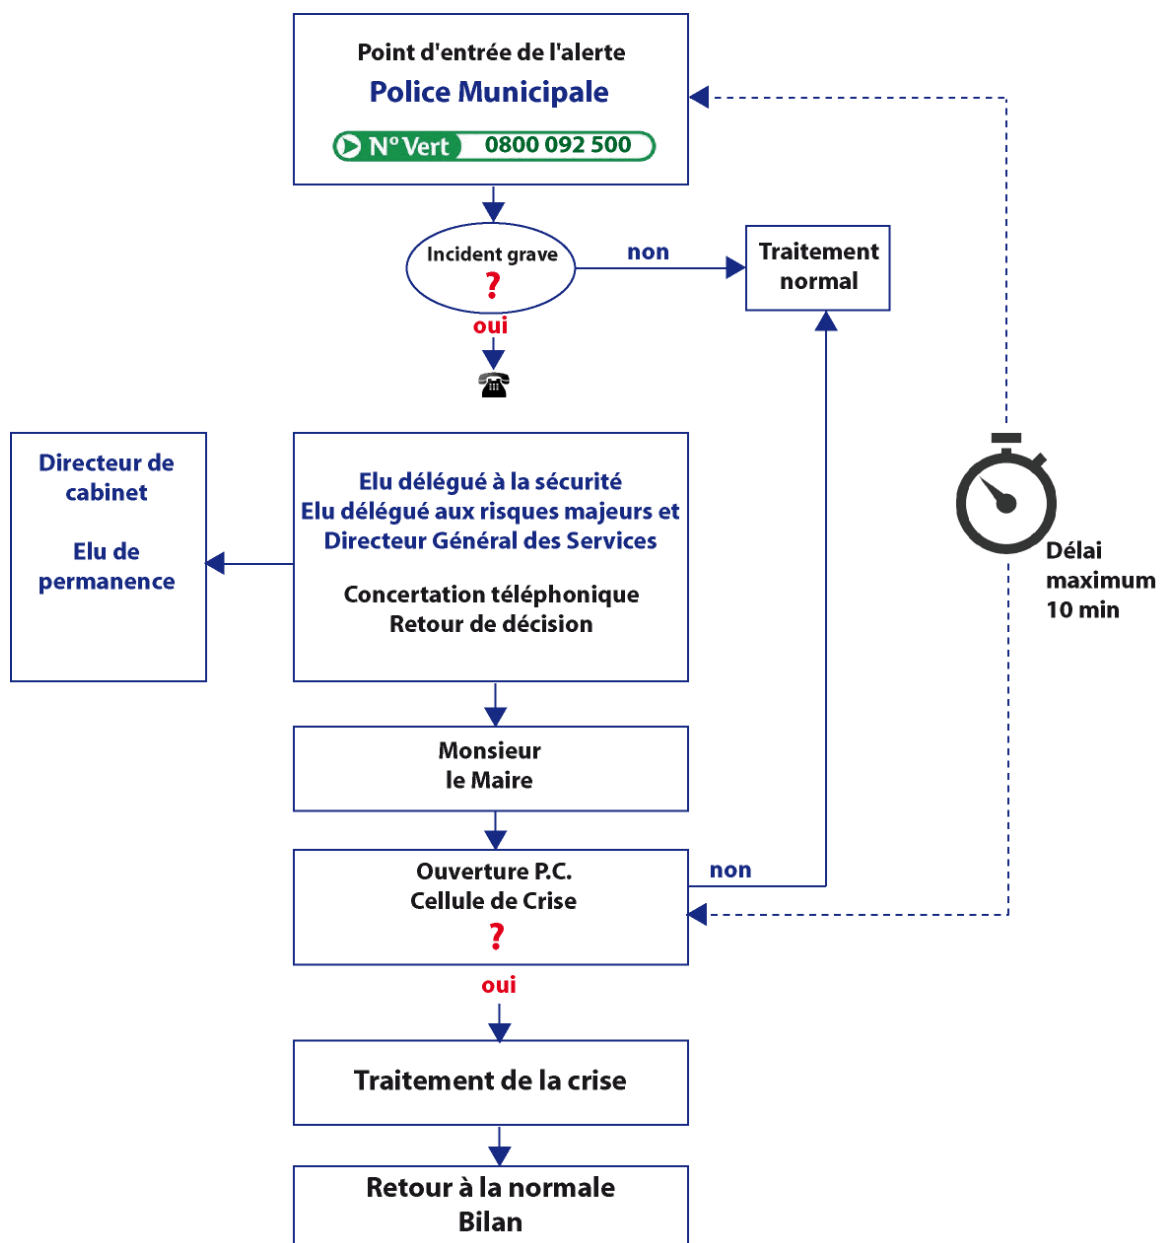 Point d'entrée de l'alerte
Police Municipale
N° Vert 0800 092 500
Incident grave
?
non
Traitement
normal
oui
Directeur de
cabinet
Elu de
permanence
Elu délégué à la sécurité
Elu délégué aux risques majeurs et
Directeur Général des Services
Concertation téléphonique
Retour de décision
Délai
maximum
10 min
Monsieur
le Maire
Ouverture P.C.
Cellule de Crise
?
non
oui
Traitement de la crise
Retour à la normale
Bilan